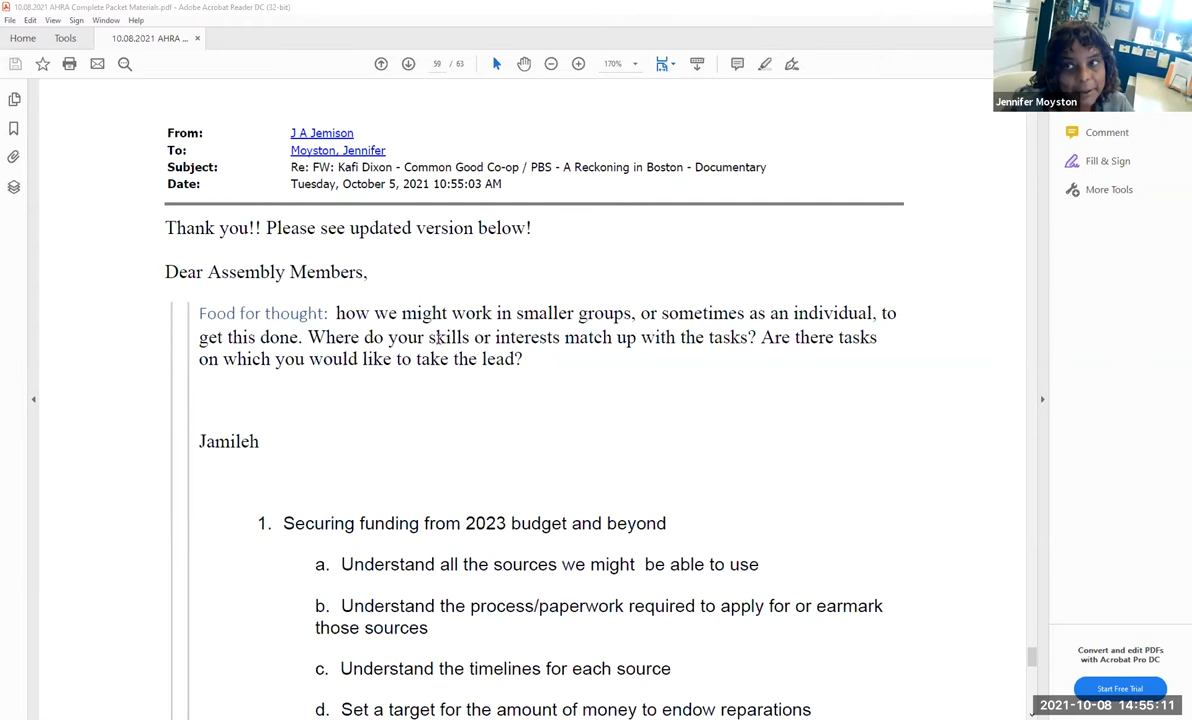 10.08.2021 AHRA Complete Packet Materials.pdf - Adobe Acrobat Reader DC (32-bit)
File Edit View Sign Window Help
Home Tools 10.08.2021 AHRA ... ×
59 / 63 170%
Jennifer Moyston
Comment
Fill & Sign
More Tools
From: J A Jemison
To: Moyston, Jennifer
Subject: Re: FW: Kafi Dixon - Common Good Co-op / PBS - A Reckoning in Boston - Documentary
Date: Tuesday, October 5, 2021 10:55:03 AM
Thank you!! Please see updated version below!
Dear Assembly Members,
Food for thought: how we might work in smaller groups, or sometimes as an individual, to
get this done. Where do your skills or interests match up with the tasks? Are there tasks
on which you would like to take the lead?
Jamileh
1. Securing funding from 2023 budget and beyond
a. Understand all the sources we might be able to use
b. Understand the process/paperwork required to apply for or earmark
those sources
c. Understand the timelines for each source
d. Set a target for the amount of money to endow reparations
Convert and edit PDFs
with Acrobat Pro DC
Start Free Trial
2021-10-08 14:55:11